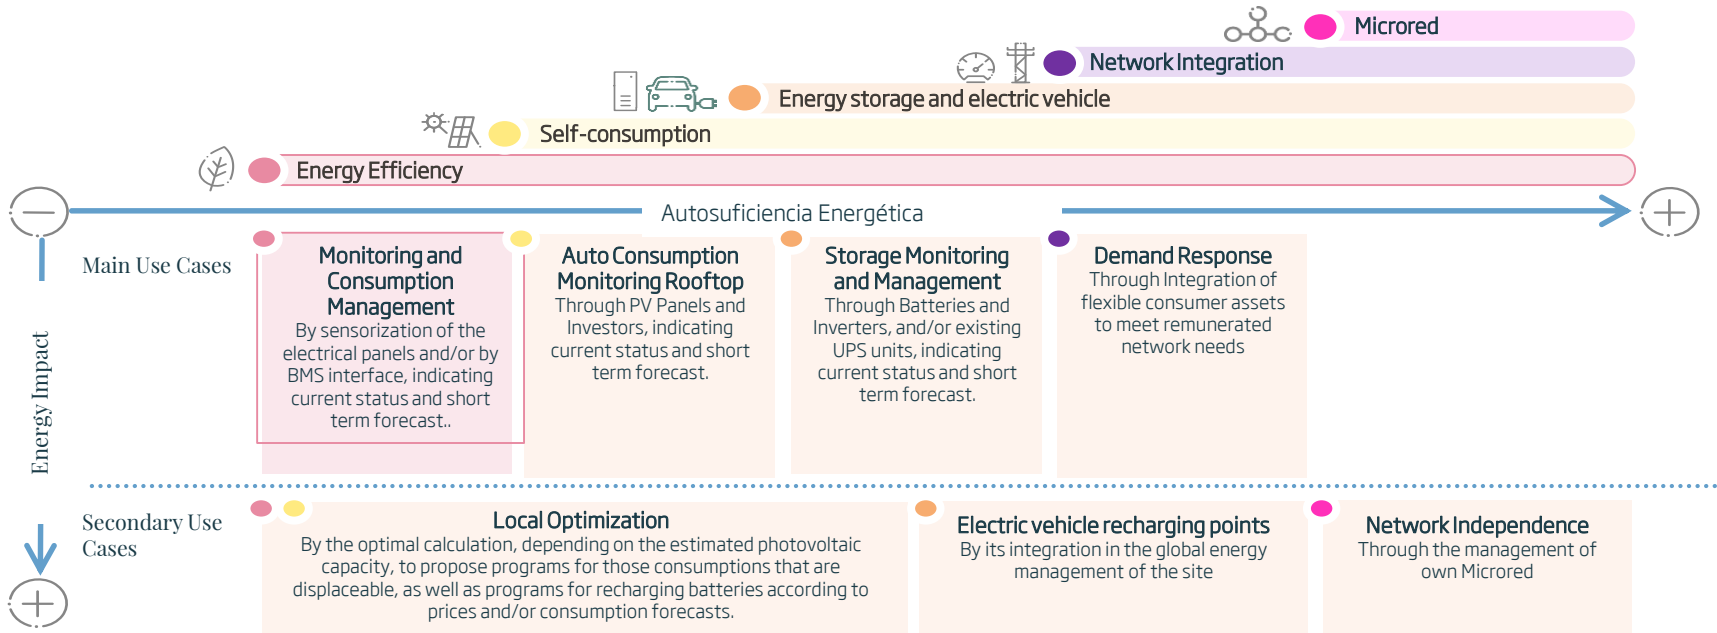 Microred
Network Integration
Energy storage and electric vehicle
Self-consumption
Energy Efficiency
Autosuficiencia Energética
Energy Impact
Main Use Cases
Monitoring and
Consumption
Management
By sensorization of the
electrical panels and/or by
BMS interface, indicating
current status and short
term forecast..
Auto Consumption
Monitoring Rooftop
Through PV Panels and
Investors, indicating
current status and short
term forecast.
Storage Monitoring
and Management
Through Batteries and
Inverters, and/or existing
UPS units, indicating
current status and short
term forecast.
Demand Response
Through Integration of
flexible consumer assets
to meet remunerated
network needs
Secondary Use
Cases
Local Optimization
By the optimal calculation, depending on the estimated photovoltaic
capacity, to propose programs for those consumptions that are
displaceable, as well as programs for recharging batteries according to
prices and/or consumption forecasts.
Electric vehicle recharging points
By its integration in the global energy
management of the site
Network Independence
Through the management of
own Microred